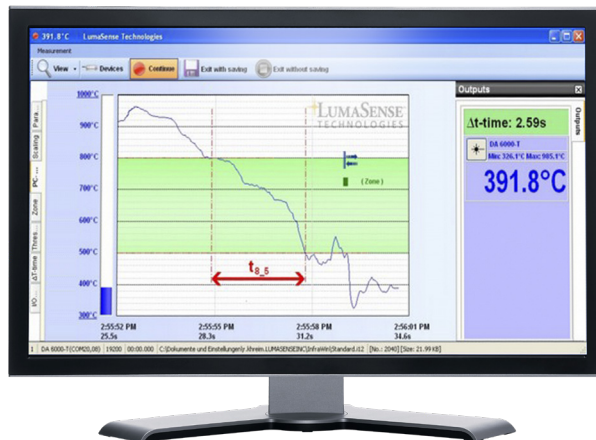 391.8°C LumaSense Technologies
Measurement
View Devices Continue Exit with saving Exit without saving
Outputs
1000°C
900°C
800°C
700°C
600°C
500°C
400°C
300°C
LUMASENSE
TECHNOLOGIES
(Zone)
t8_5
2:55:52 PM 2:55:55 PM 2:55:58 PM 2:56:01 PM
25.5s 28.3s 31.2s 34.6s
Para...
Scaling
PC-...
Zone
Thres...
ΔT-time
I/O...
Δt-time: 2.59s
DA 6000-T
Min: 326.1°C Max: 985.1°C
391.8°C
Outputs
1 DA 6000-T(COM20,00) 19200 00:00.000 [No.: 2040] [Size: 21.99 KB]